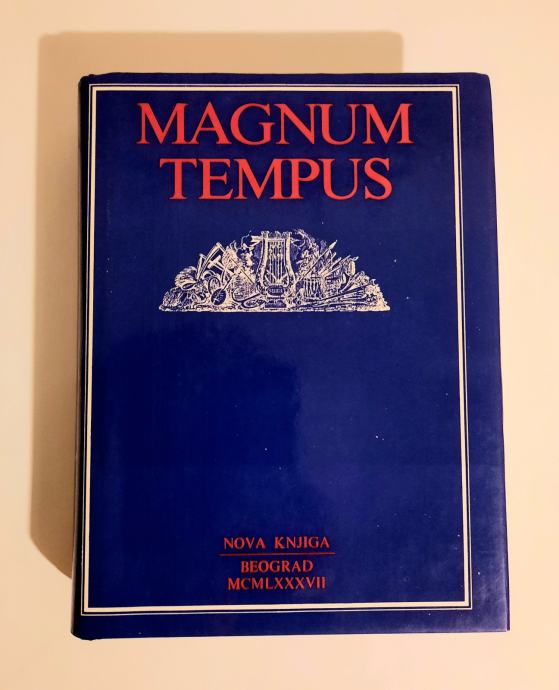 MAGNUM
TEMPUS
NOVA KNJIGA
BEOGRAD
MCMLXXXVII